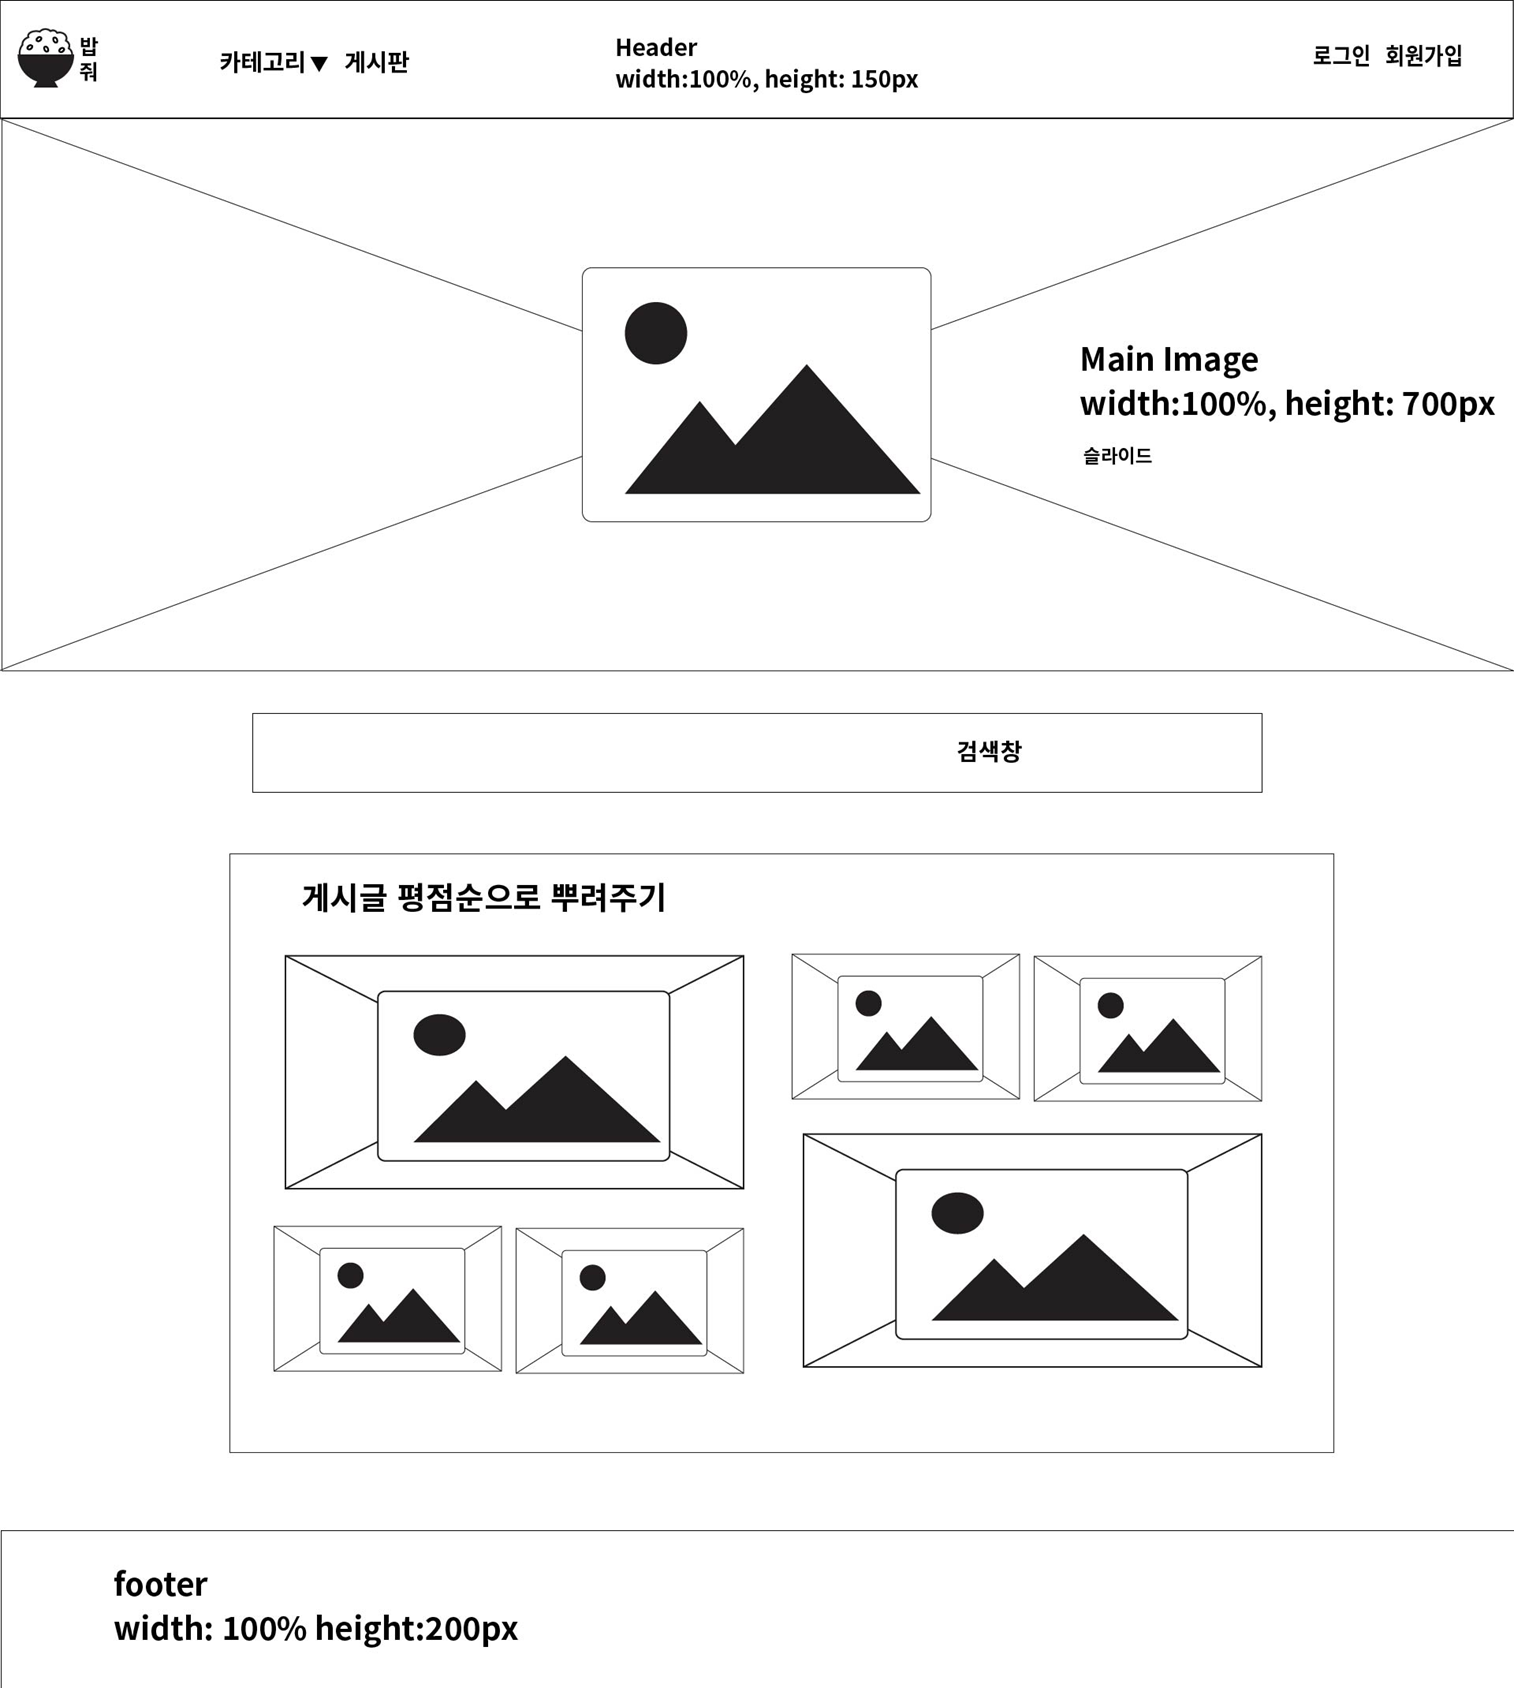 밥
줘
카테고리▼ 게시판
Header
width:100%, height: 150px
로그인 회원가입
Main Image
width:100%, height: 700px
슬라이드
검색창
게시글 평점순으로 뿌려주기
footer
width: 100% height:200px